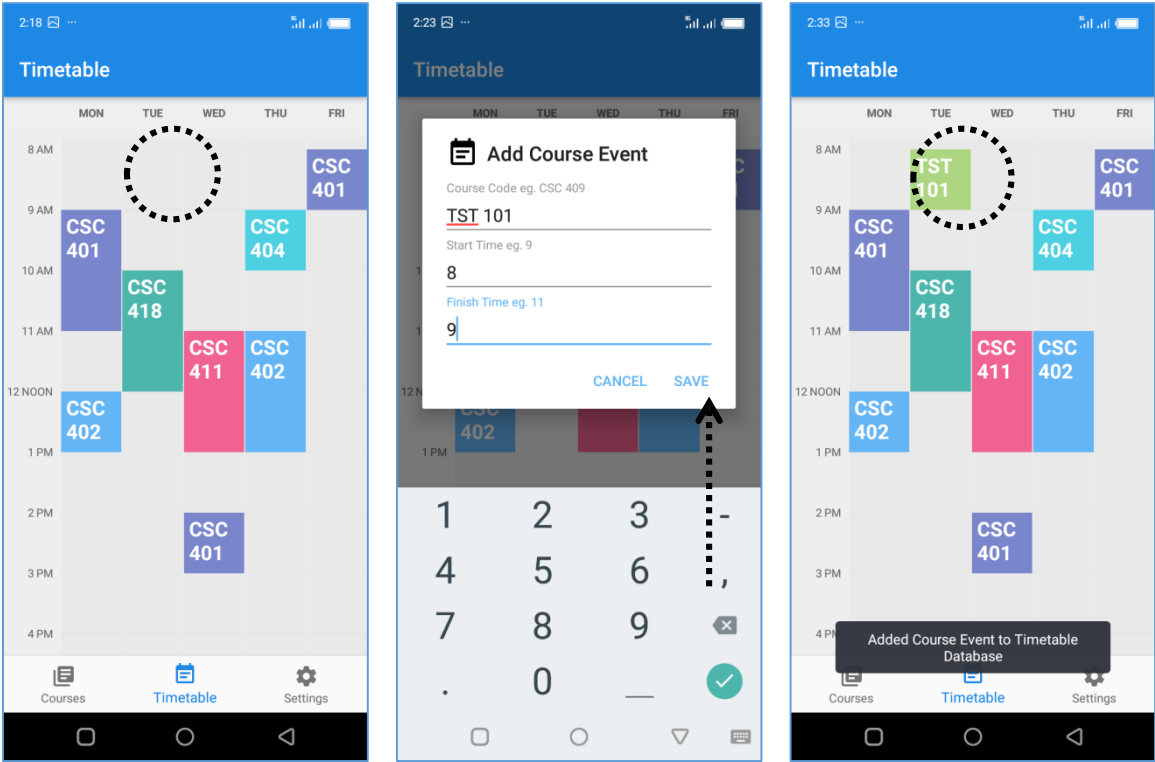 2:18 ...
Timetable
MON TUE WED THU FRI
8 AM
CSC
401
9 AM
CSC
401
CSC
404
10 AM
CSC
418
11 AM
CSC
411
CSC
402
12 NOON
CSC
402
1 PM
2 PM
CSC
401
3 PM
4 PM
Courses Timetable Settings
2:23 ...
Timetable
MON TUE WED THU FRI
Add Course Event
Course Code eg. CSC 409
TST 101
Start Time eg. 9
8
Finish Time eg. 11
9
CANCEL SAVE
CSC
402
1 PM
1 2 3 -
4 5 6 ,
7 8 9
. 0 _
2:33 ...
Timetable
MON TUE WED THU FRI
8 AM
TST
101
CSC
401
9 AM
CSC
401
CSC
404
10 AM
CSC
418
11 AM
CSC
411
CSC
402
12 NOON
CSC
402
1 PM
2 PM
CSC
401
3 PM
4 PM
Added Course Event to Timetable
Database
Courses Timetable Settings